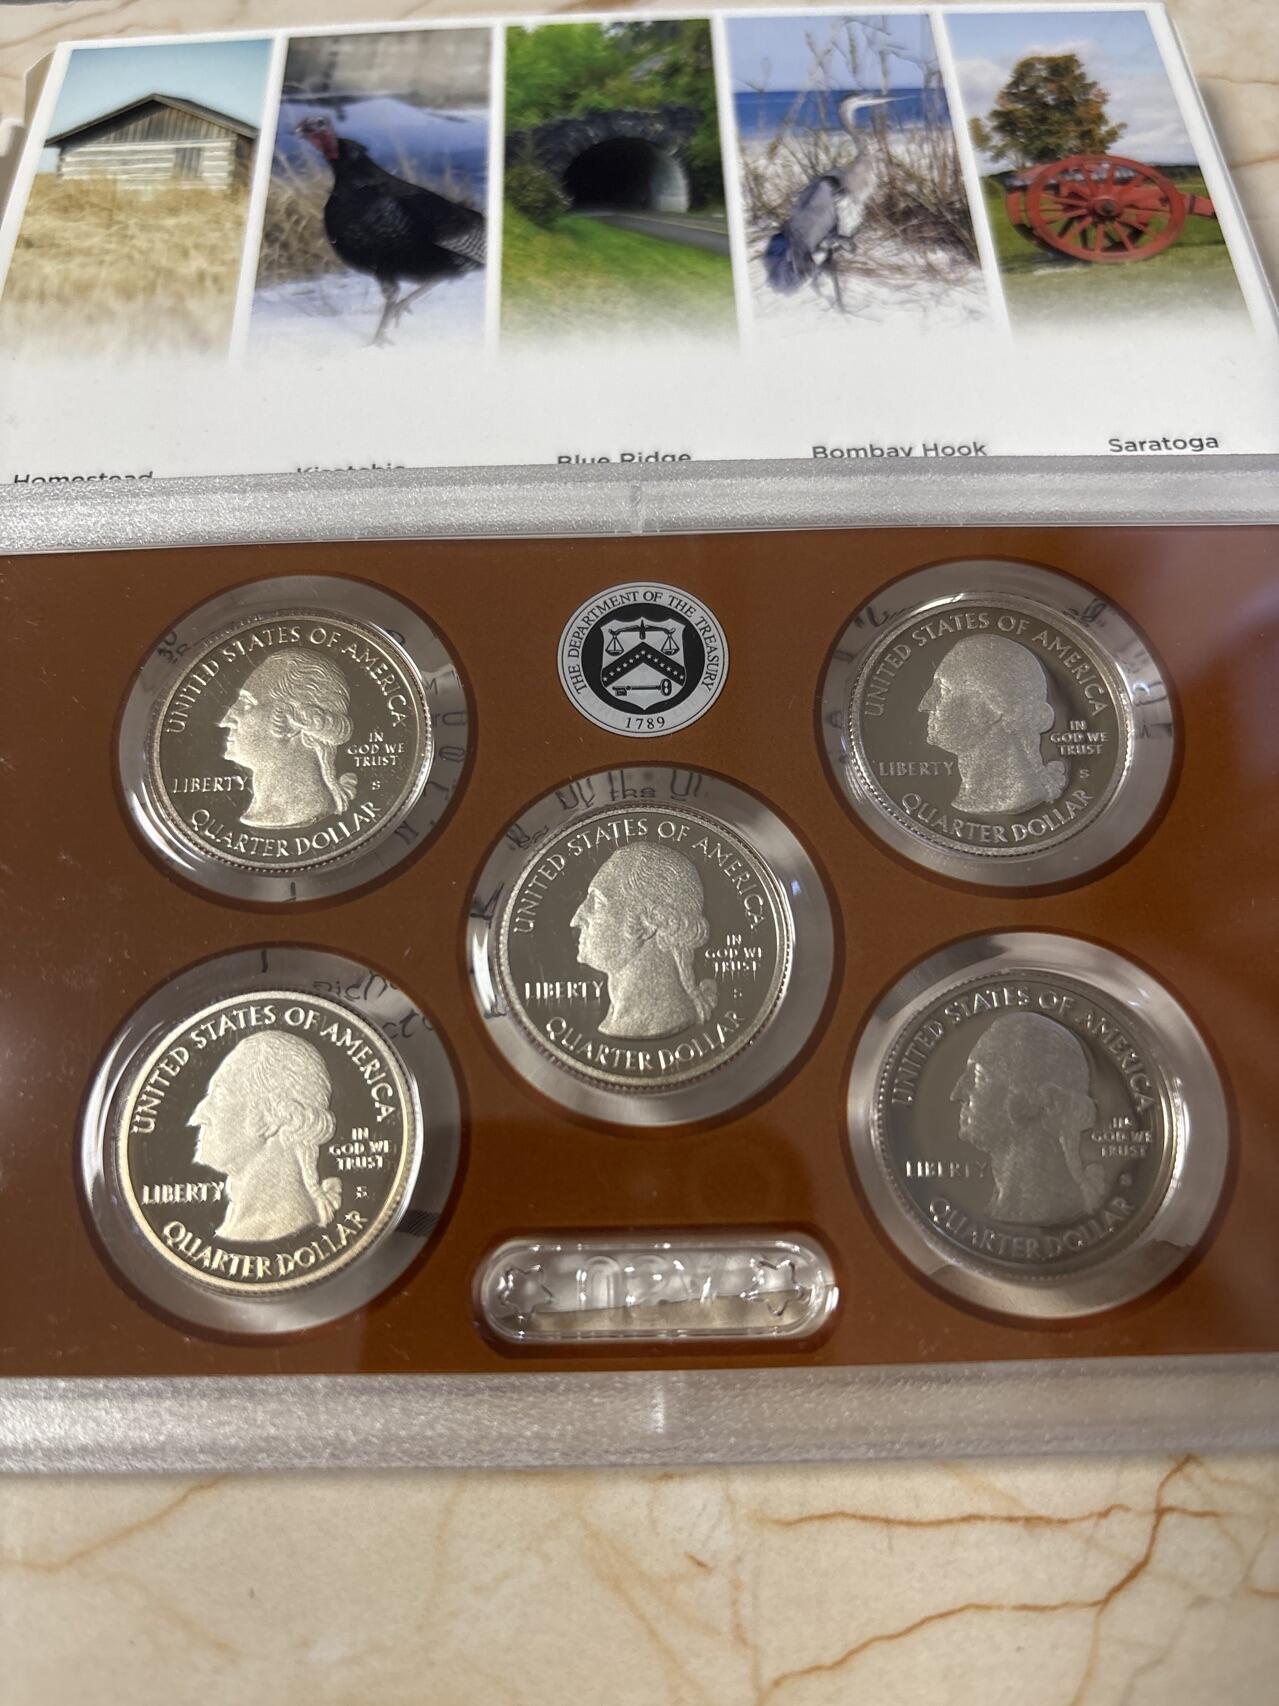 Homestead
Kisatchie
Blue Ridge
Bombay Hook
Saratoga
THE DEPARTMENT OF THE TREASURY
1789
UNITED STATES OF AMERICA
LIBERTY
IN
GOD WE
TRUST
S
QUARTER DOLLAR
UNITED STATES OF AMERICA
LIBERTY
IN
GOD WE
TRUST
S
QUARTER DOLLAR
UNITED STATES OF AMERICA
LIBERTY
IN
GOD WE
TRUST
S
QUARTER DOLLAR
UNITED STATES OF AMERICA
LIBERTY
IN
GOD WE
TRUST
S
QUARTER DOLLAR
UNITED STATES OF AMERICA
LIBERTY
IN
GOD WE
TRUST
S
QUARTER DOLLAR
USA